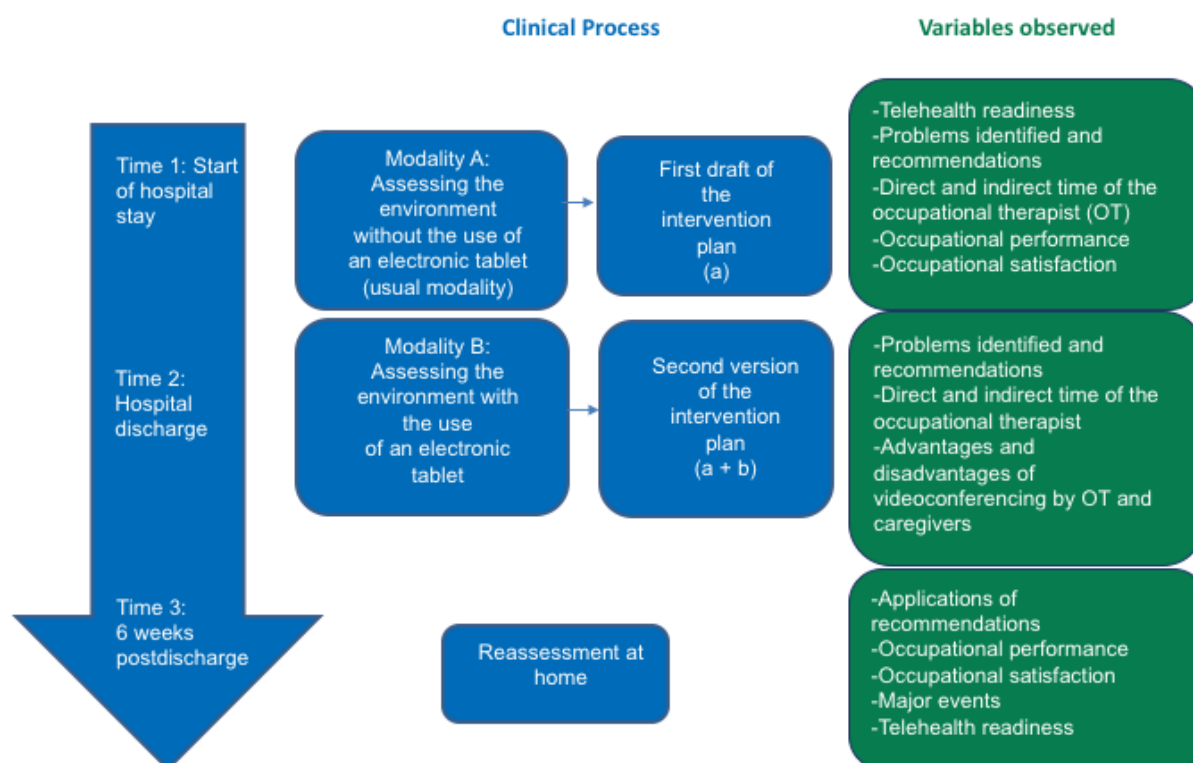 Clinical Process
Variables observed
Time 1: Start
of hospital
stay
Modality A:
Assessing the
environment
without the use of
an electronic tablet
(usual modality)
First draft of
the
intervention
plan
(a)
-Telehealth readiness
-Problems identified and
recommendations
-Direct and indirect time of the
occupational therapist (OT)
-Occupational performance
-Occupational satisfaction
Time 2:
Hospital
discharge
Modality B:
Assessing the
environment with
the use
of an electronic
tablet
Second version
of the
intervention
plan
(a + b)
-Problems identified and
recommendations
-Direct and indirect time of the
occupational therapist
-Advantages and
disadvantages of
videoconferencing by OT and
caregivers
Time 3:
6 weeks
postdischarge
Reassessment at
home
-Applications of
recommendations
-Occupational performance
-Occupational satisfaction
-Major events
-Telehealth readiness